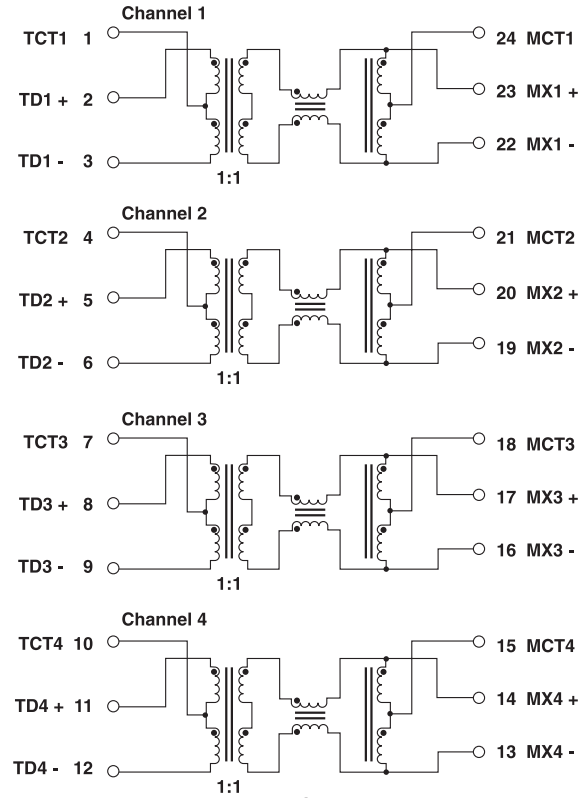 Channel 1
TCT1 1
24 MCT1
TD1 + 2
23 MX1 +
TD1 - 3
22 MX1 -
1:1
Channel 2
TCT2 4
21 MCT2
TD2 + 5
20 MX2 +
TD2 - 6
19 MX2 -
1:1
Channel 3
TCT3 7
18 MCT3
TD3 + 8
17 MX3 +
TD3 - 9
16 MX3 -
1:1
Channel 4
TCT4 10
15 MCT4
TD4 + 11
14 MX4 +
TD4 - 12
13 MX4 -
1:1